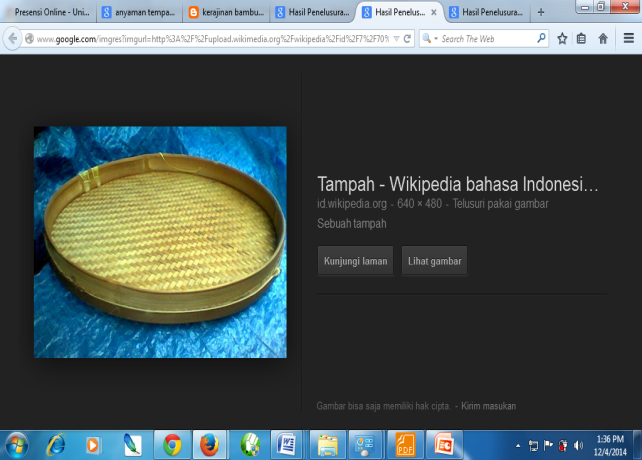 Presensi Online - Uni...
anyaman tempa...
kerajinan bambu...
Hasil Penelusura...
Hasil Penelus...
Hasil Penelusura...
www.google.com/imgres?imgurl=http%3A%2F%2Fupload.wikimedia.org%2Fwikipedia%2Fid%2F7%2F70%
Search The Web
Tampah - Wikipedia bahasa Indonesi...
id.wikipedia.org - 640 × 480 - Telusuri pakai gambar
Sebuah tampah
Kunjungi laman
Lihat gambar
Gambar bisa saja memiliki hak cipta. - Kirim masukan
PDF
1:36 PM
12/4/2014